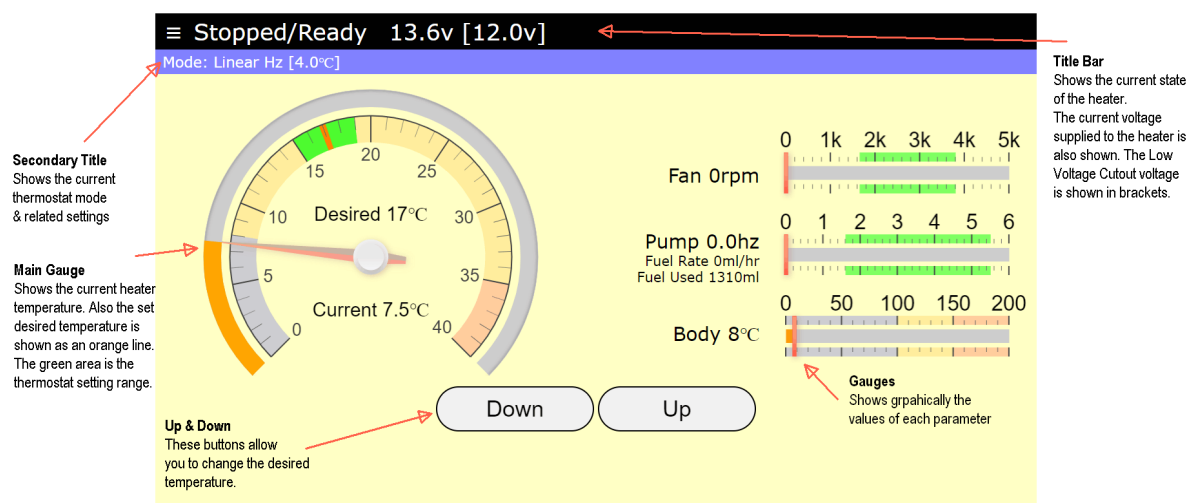 ≡ Stopped/Ready 13.6v [12.0v]
Mode: Linear Hz [4.0℃]
Title Bar
Shows the current state
of the heater.
The current voltage
supplied to the heater is
also shown. The Low
Voltage Cutout voltage
is shown in brackets.
Secondary Title
Shows the current
thermostat mode
& related settings
Main Gauge
Shows the current heater
temperature. Also the set
desired temperature is
shown as an orange line.
The green area is the
thermostat setting range.
0
5
10
15
20
25
30
35
40
Desired 17℃
Current 7.5℃
0 1k 2k 3k 4k 5k
Fan 0rpm
0 1 2 3 4 5 6
Pump 0.0hz
Fuel Rate 0ml/hr
Fuel Used 1310ml
0 50 100 150 200
Body 8℃
Gauges
Shows grpahically the
values of each parameter
Down Up
Up & Down
These buttons allow
you to change the desired
temperature.